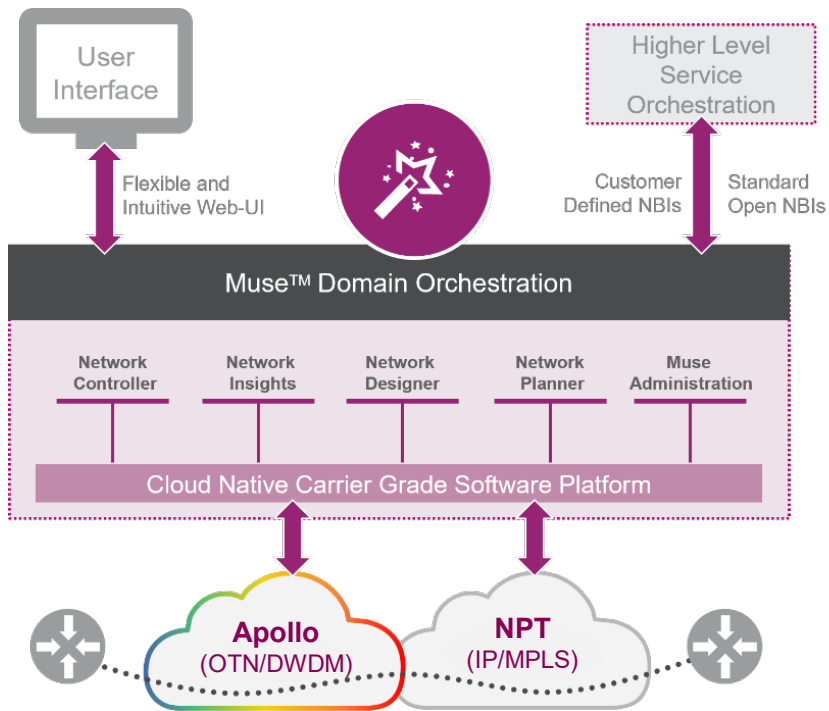 User
Interface
Higher Level
Service
Orchestration
Flexible and
Intuitive Web-UI
Customer
Defined NBIs
Standard
Open NBIs
Muse™ Domain Orchestration
Network
Controller
Network
Insights
Network
Designer
Network
Planner
Muse
Administration
Cloud Native Carrier Grade Software Platform
Apollo
(OTN/DWDM)
NPT
(IP/MPLS)